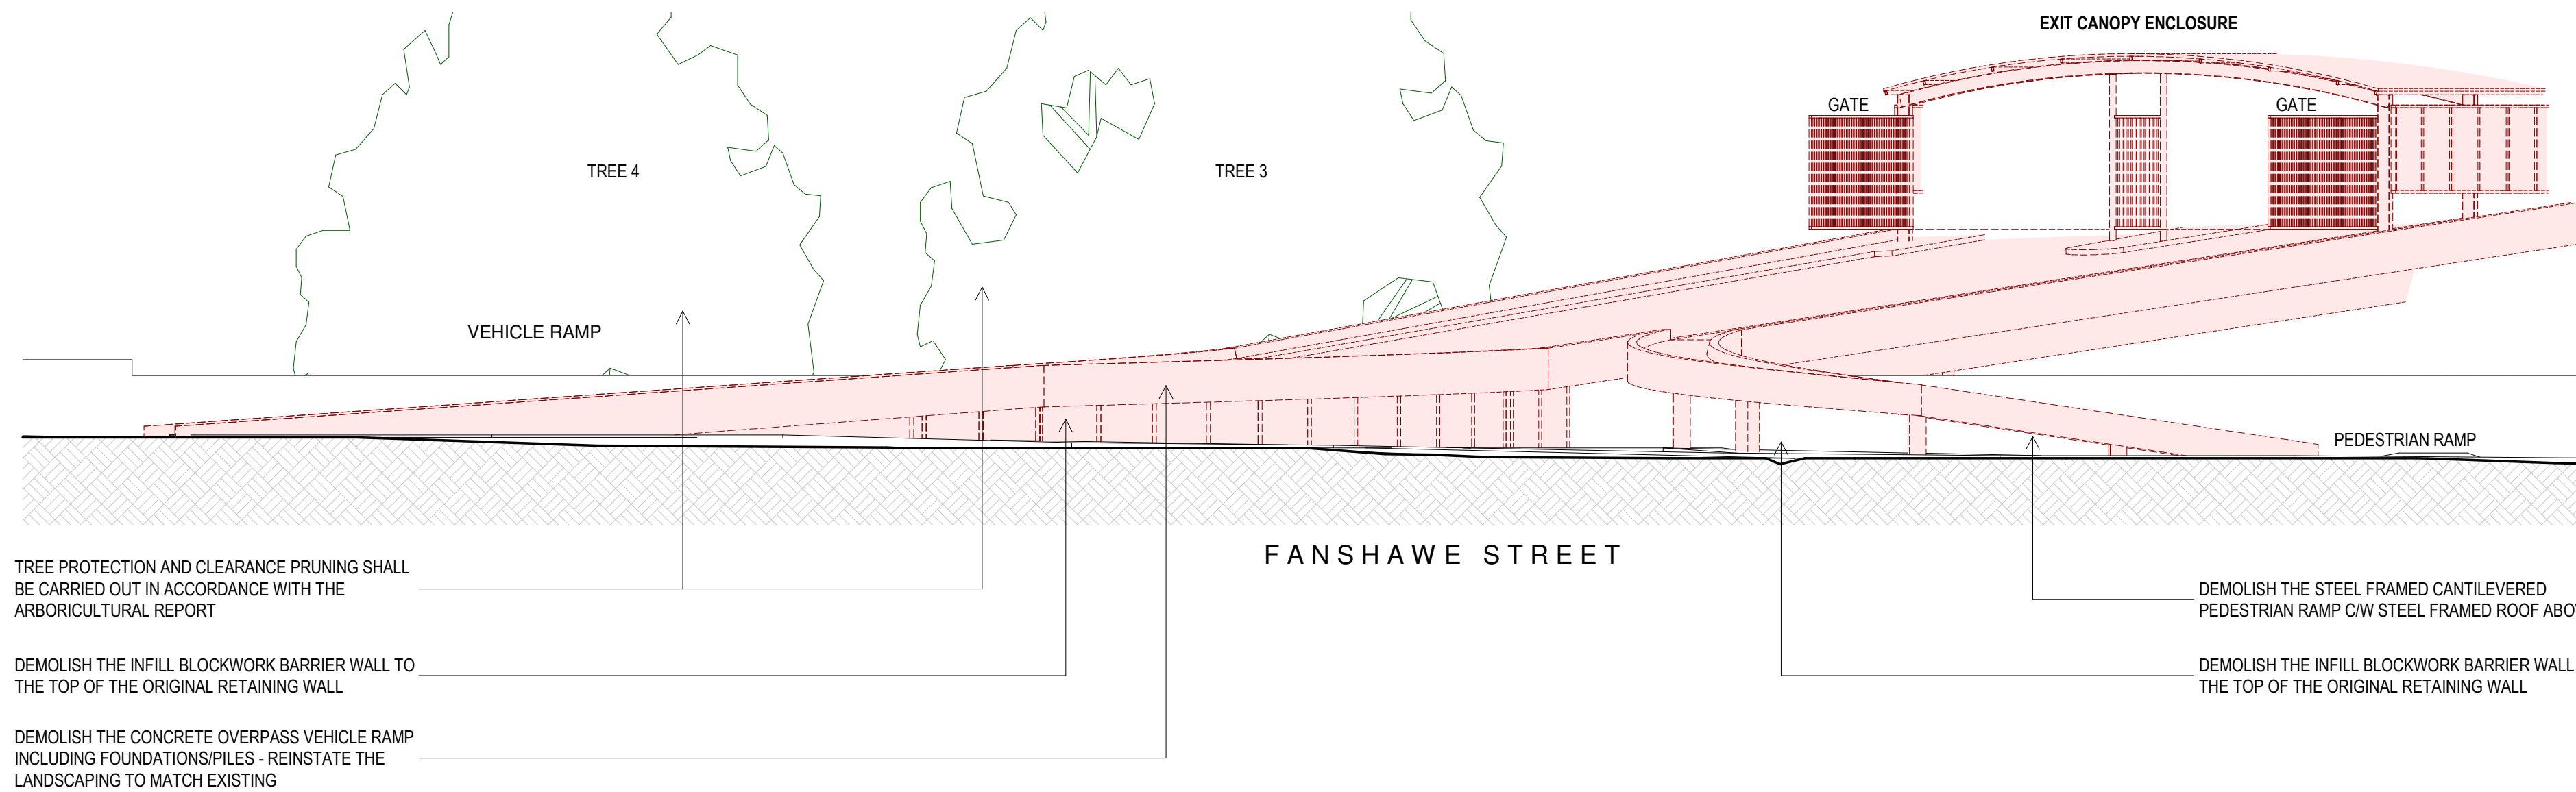 EXIT CANOPY ENCLOSURE
GATE
GATE
TREE 4
TREE 3
VEHICLE RAMP
PEDESTRIAN RAMP
FANSHAWE STREET
TREE PROTECTION AND CLEARANCE PRUNING SHALL
BE CARRIED OUT IN ACCORDANCE WITH THE
ARBORICULTURAL REPORT
DEMOLISH THE INFILL BLOCKWORK BARRIER WALL TO
THE TOP OF THE ORIGINAL RETAINING WALL
DEMOLISH THE CONCRETE OVERPASS VEHICLE RAMP
INCLUDING FOUNDATIONS/PILES - REINSTATE THE
LANDSCAPING TO MATCH EXISTING
DEMOLISH THE STEEL FRAMED CANTILEVERED
PEDESTRIAN RAMP C/W STEEL FRAMED ROOF
DEMOLISH THE INFILL BLOCKWORK BARRIER WALL
THE TOP OF THE ORIGINAL RETAINING WALL